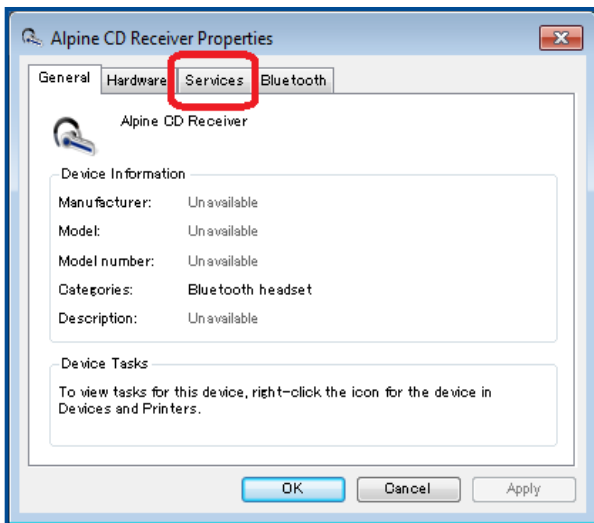 Alpine CD Receiver Properties
General Hardware Services Bluetooth
Alpine CD Receiver
Device Information
Manufacturer: Unavailable
Model: Unavailable
Model number: Unavailable
Categories: Bluetooth headset
Description: Unavailable
Device Tasks
To view tasks for this device, right-click the icon for the device in
Devices and Printers.
OK Cancel Apply